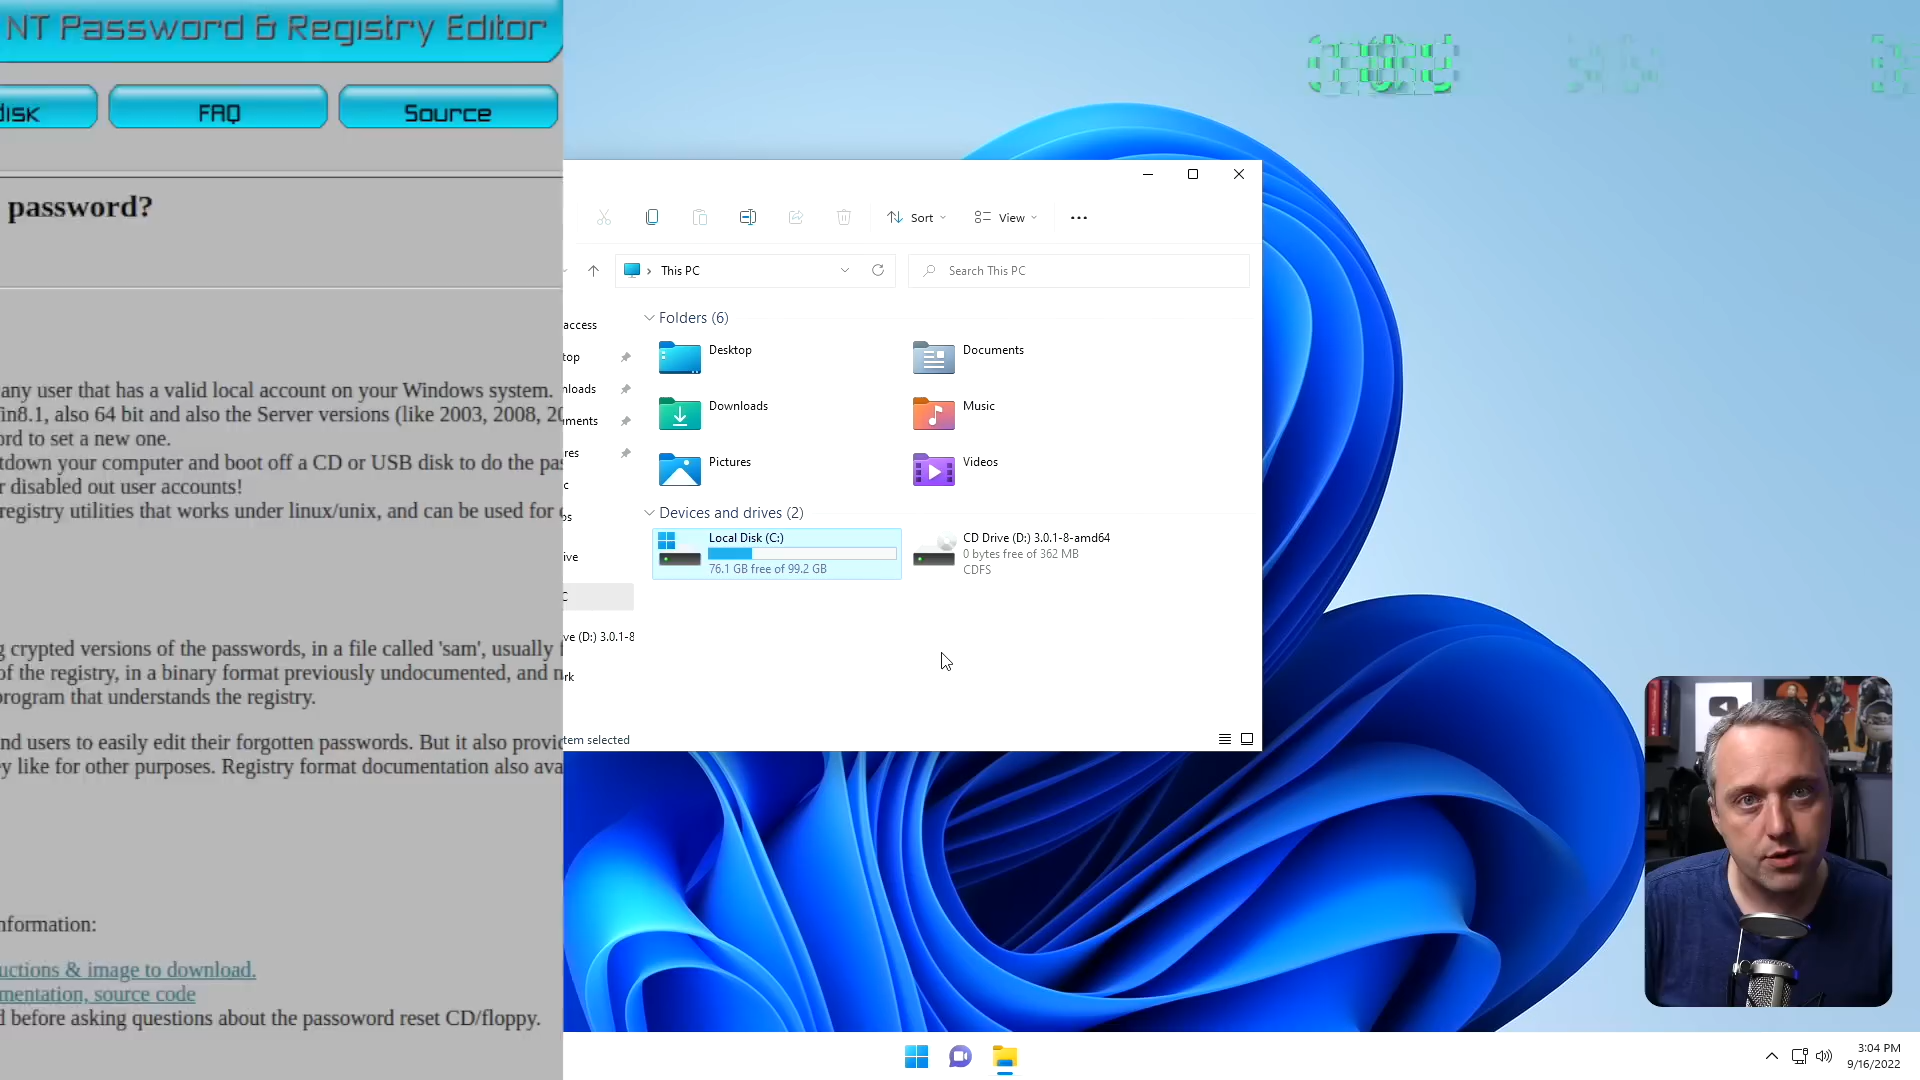 NT Password & Registry Editor
disk
FAQ
Source
password?
any user that has a valid local account on your Windows system.
in8.1, also 64 bit and also the Server versions (like 2003, 2008, 20
ord to set a new one.
tdown your computer and boot off a CD or USB disk to do the pas
r disabled out user accounts!
registry utilities that works under linux/unix, and can be used for
g crypted versions of the passwords, in a file called 'sam', usually
of the registry, in a binary format previously undocumented, and n
program that understands the registry.
nd users to easily edit their forgotten passwords. But it also provi
y like for other purposes. Registry format documentation also ava
nformation:
uctions & image to download.
mentation, source code
d before asking questions about the password reset CD/floppy.
Sort
View
This PC
Search This PC
access
top
nloads
ments
res
c
os
ive
C
ve (D:) 3.0.1-8
rk
Folders (6)
Desktop
Documents
Downloads
Music
Pictures
Videos
Devices and drives (2)
Local Disk (C:)
76.1 GB free of 99.2 GB
CD Drive (D:) 3.0.1-8-amd64
0 bytes free of 362 MB
CDFS
tem selected
3:04 PM
9/16/2022